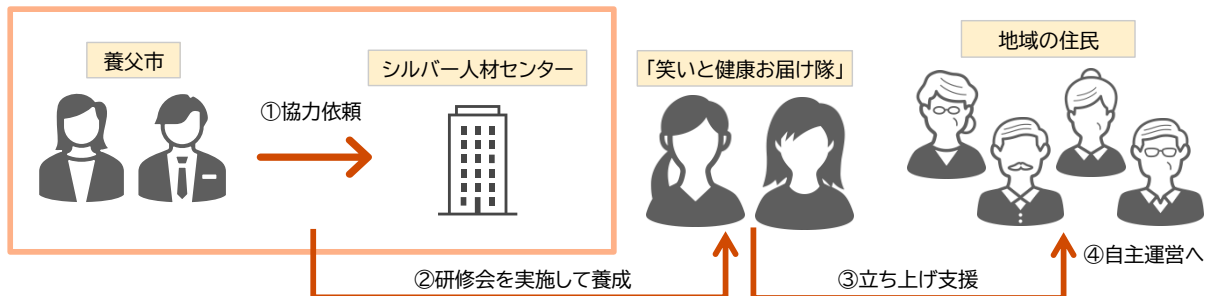 養父市
シルバー人材センター
「笑いと健康お届け隊」
地域の住民
①協力依頼
②研修会を実施して養成
③立ち上げ支援
④自主運営へ